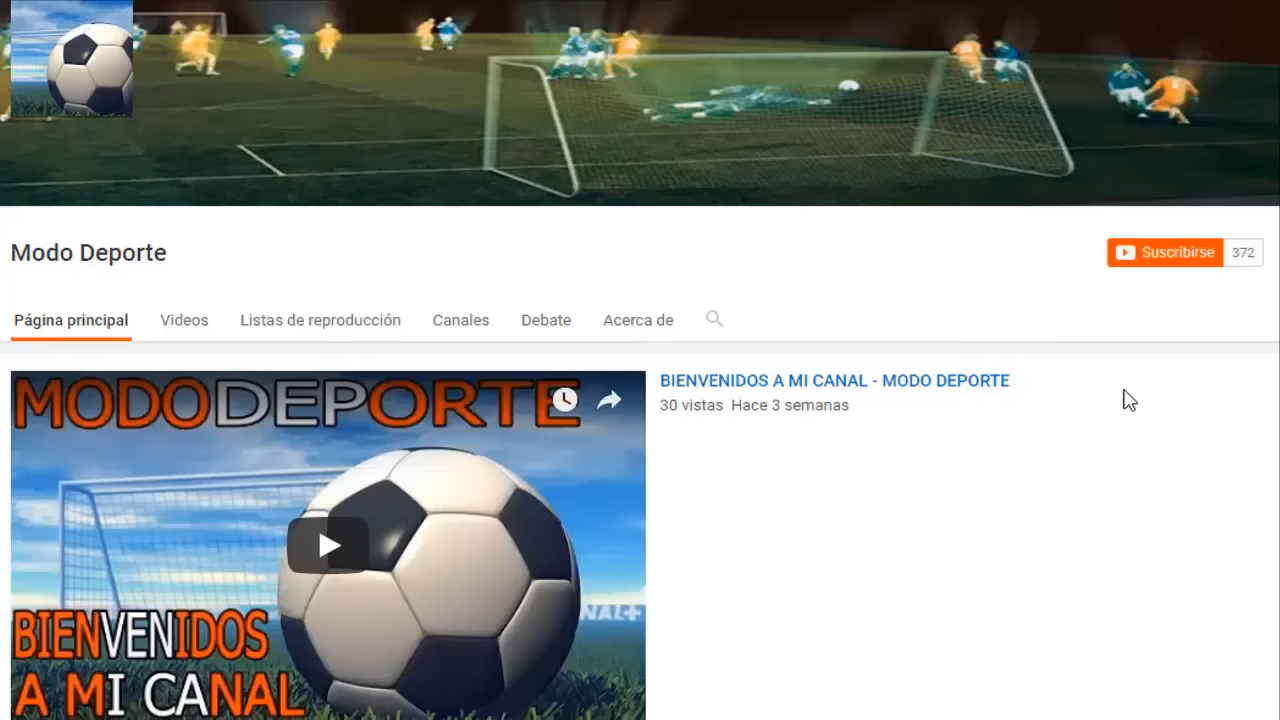 Modo Deporte
Suscribirse 372
Página principal Videos Listas de reproducción Canales Debate Acerca de
MODODEPORTE
BIENVENIDOS A MI CANAL - MODO DEPORTE
30 vistas Hace 3 semanas
NAL+
BIENVENIDOS
A MI CANAL